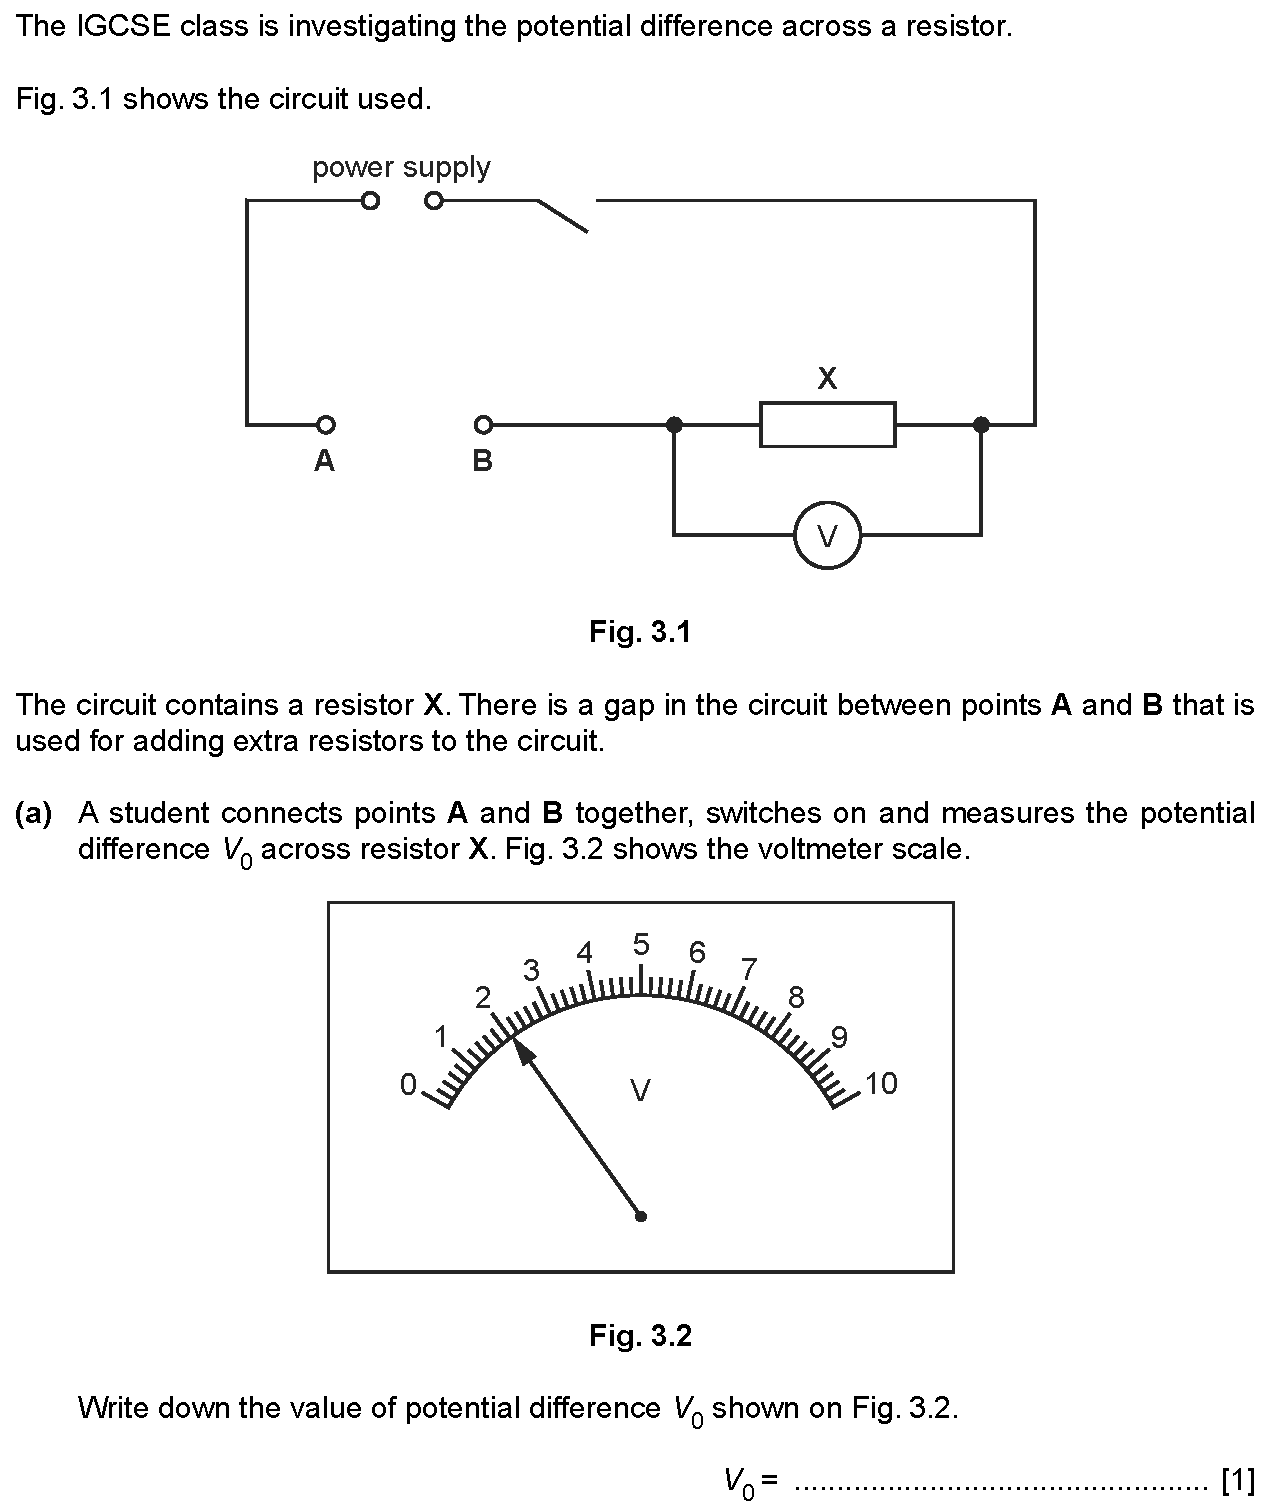 The IGCSE class is investigating the potential difference across a resistor.
Fig. 3.1 shows the circuit used.
power supply
X
A
B
V
Fig. 3.1
The circuit contains a resistor X. There is a gap in the circuit between points A and B that is
used for adding extra resistors to the circuit.
(a) A student connects points A and B together, switches on and measures the potential
difference V0 across resistor X. Fig. 3.2 shows the voltmeter scale.
0 1 2 3 4 5 6 7 8 9 10
V
Fig. 3.2
Write down the value of potential difference V0 shown on Fig. 3.2.
V0 = ................................................. [1]